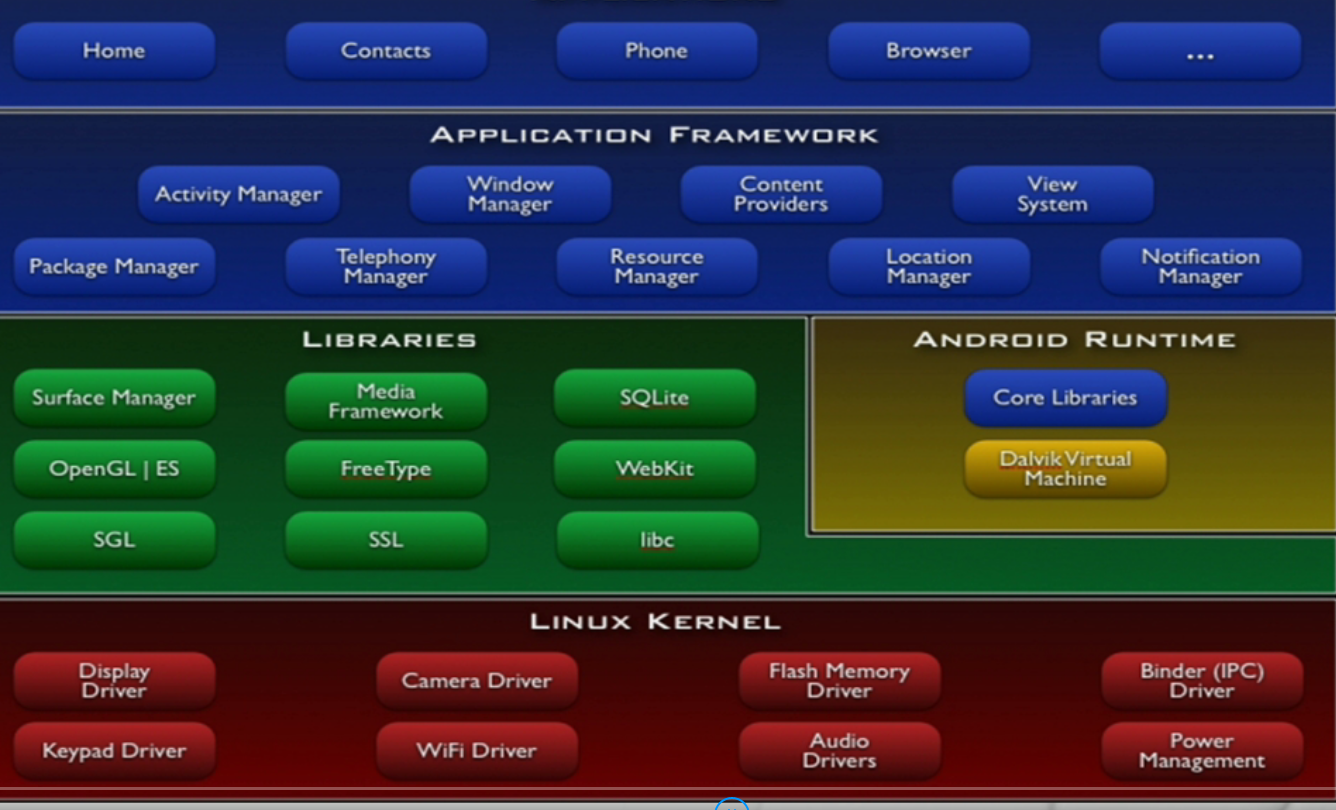 Home
Contacts
Phone
Browser
...
APPLICATION FRAMEWORK
Activity Manager
Window
Manager
Content
Providers
View
System
Package Manager
Telephony
Manager
Resource
Manager
Location
Manager
Notification
Manager
LIBRARIES
Surface Manager
Media
Framework
SQLite
OpenGL | ES
FreeType
WebKit
SGL
SSL
libc
ANDROID RUNTIME
Core Libraries
Dalvik Virtual
Machine
LINUX KERNEL
Display
Driver
Camera Driver
Flash Memory
Driver
Binder (IPC)
Driver
Keypad Driver
WiFi Driver
Audio
Drivers
Power
Management